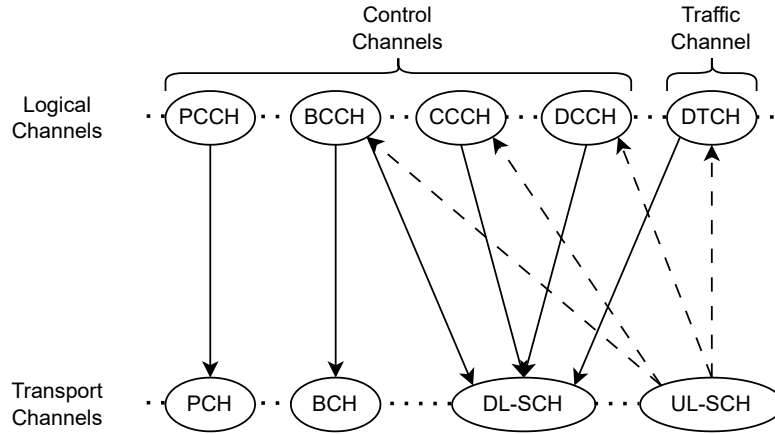 Control
Channels
Traffic
Channel
Logical
Channels
PCCH
BCCH
CCCH
DCCH
DTCH
Transport
Channels
PCH
BCH
DL-SCH
UL-SCH